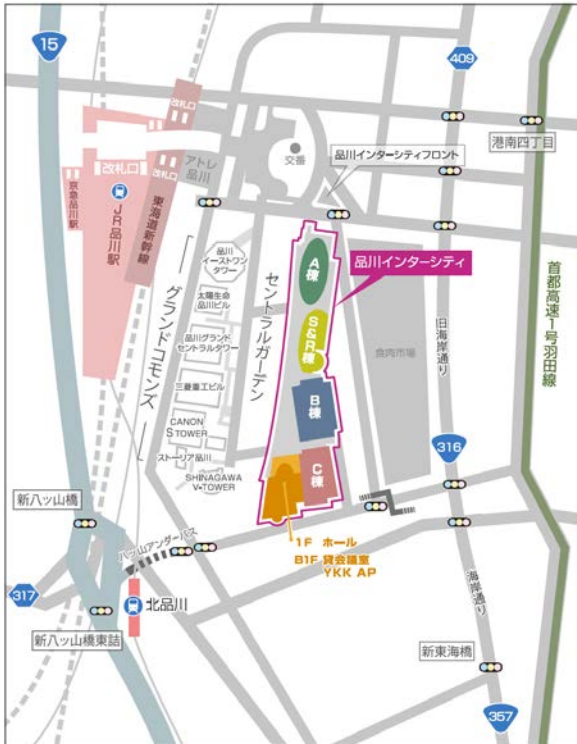 15
409
改札口
港南四丁目
交番
品川インターシティフロント
アトレ
品川
改札口
京急品川駅
JR品川駅
東海道新幹線
品川
イーストワン
タワー
A棟
品川インターシティ
太陽生命
品川ビル
S&R棟
品川グランド
セントラルタワー
グランドコモンズ
セントラルガーデン
食肉市場
旧海岸通り
首都高速1号羽田線
三菱重工ビル
B棟
CANON
S TOWER
ストーリア品川
C棟
316
SHINAGAWA
V-TOWER
新八ツ山橋
八ツ山アンダーパス
1F ホール
B1F 貸会議室
YKK AP
317
北品川
海岸通り
新八ツ山橋東詰
新東海橋
357